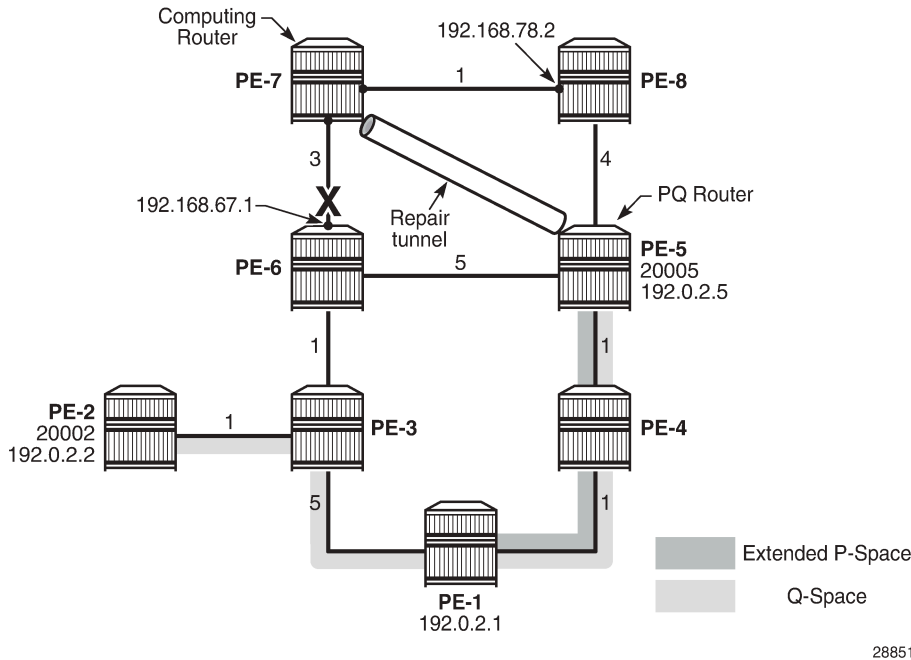 Computing
Router
192.168.78.2
PE-7
1
PE-8
3
4
192.168.67.1
X
Repair
tunnel
PQ Router
PE-6
5
PE-5
20005
192.0.2.5
1
1
PE-2
20002
192.0.2.2
1
PE-3
PE-4
5
1
PE-1
192.0.2.1
Extended P-Space
Q-Space
28851